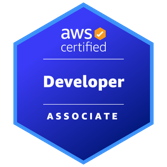 aws
certified
Developer
ASSOCIATE